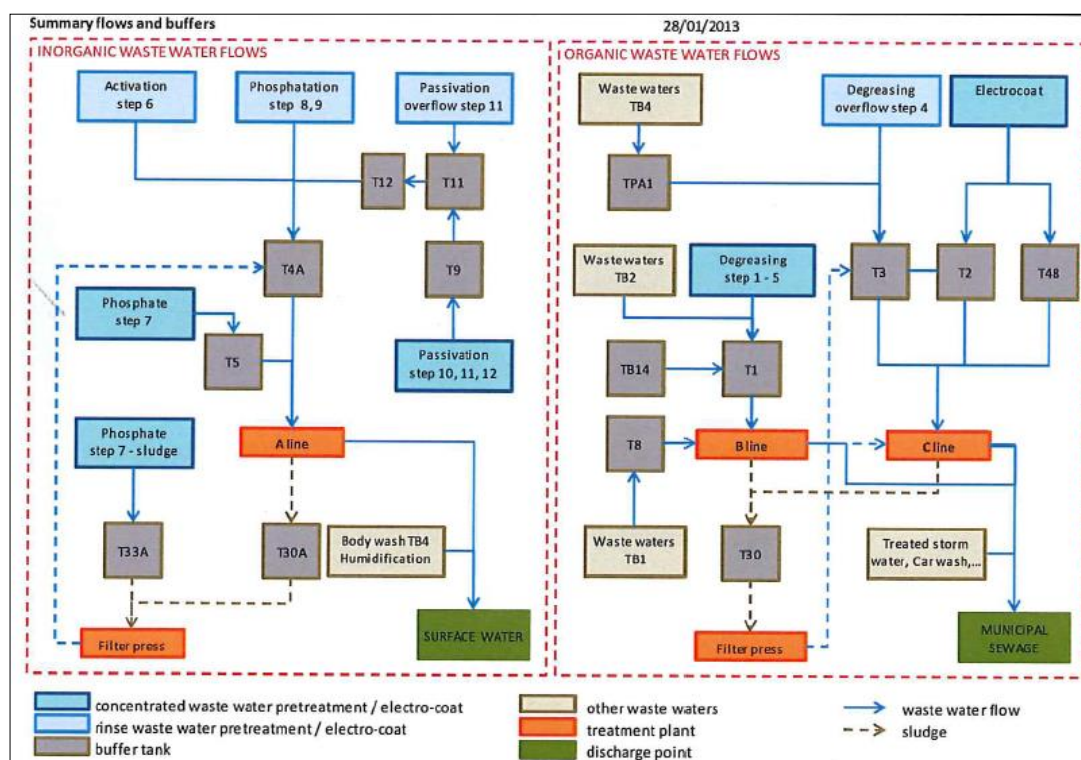 Summary flows and buffers
28/01/2013
INORGANIC WASTE WATER FLOWS
Activation
step 6
Phosphatation
step 8, 9
Passivation
overflow step 11
T12
T11
T4A
T9
Phosphate
step 7
T5
Passivation
step 10, 11, 12
Phosphate
step 7 - sludge
A line
T33A
T30A
Body wash TB4
Humidification
Filter press
SURFACE WATER
ORGANIC WASTE WATER FLOWS
Waste waters
TB4
Degreasing
overflow step 4
Electrocoat
TPA1
Waste waters
TB2
Degreasing
step 1 - 5
T3
T2
T48
TB14
T1
T8
B line
C line
Waste waters
TB1
T30
Treated storm
water, Car wash,...
Filter press
MUNICIPAL
SEWAGE
concentrated waste water pretreatment / electro-coat
rinse waste water pretreatment / electro-coat
buffer tank
other waste waters
treatment plant
discharge point
waste water flow
sludge